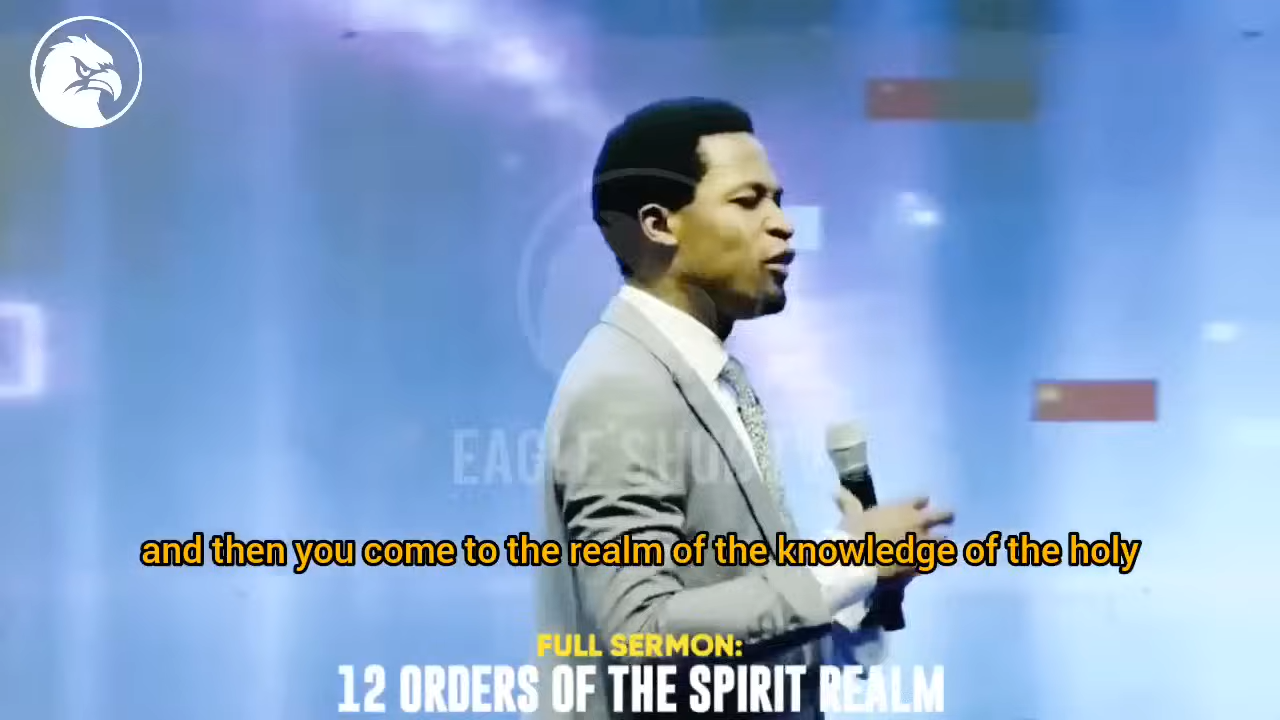 and then you come to the realm of the knowledge of the holy
FULL SERMON:
12 ORDERS OF THE SPIRIT REALM